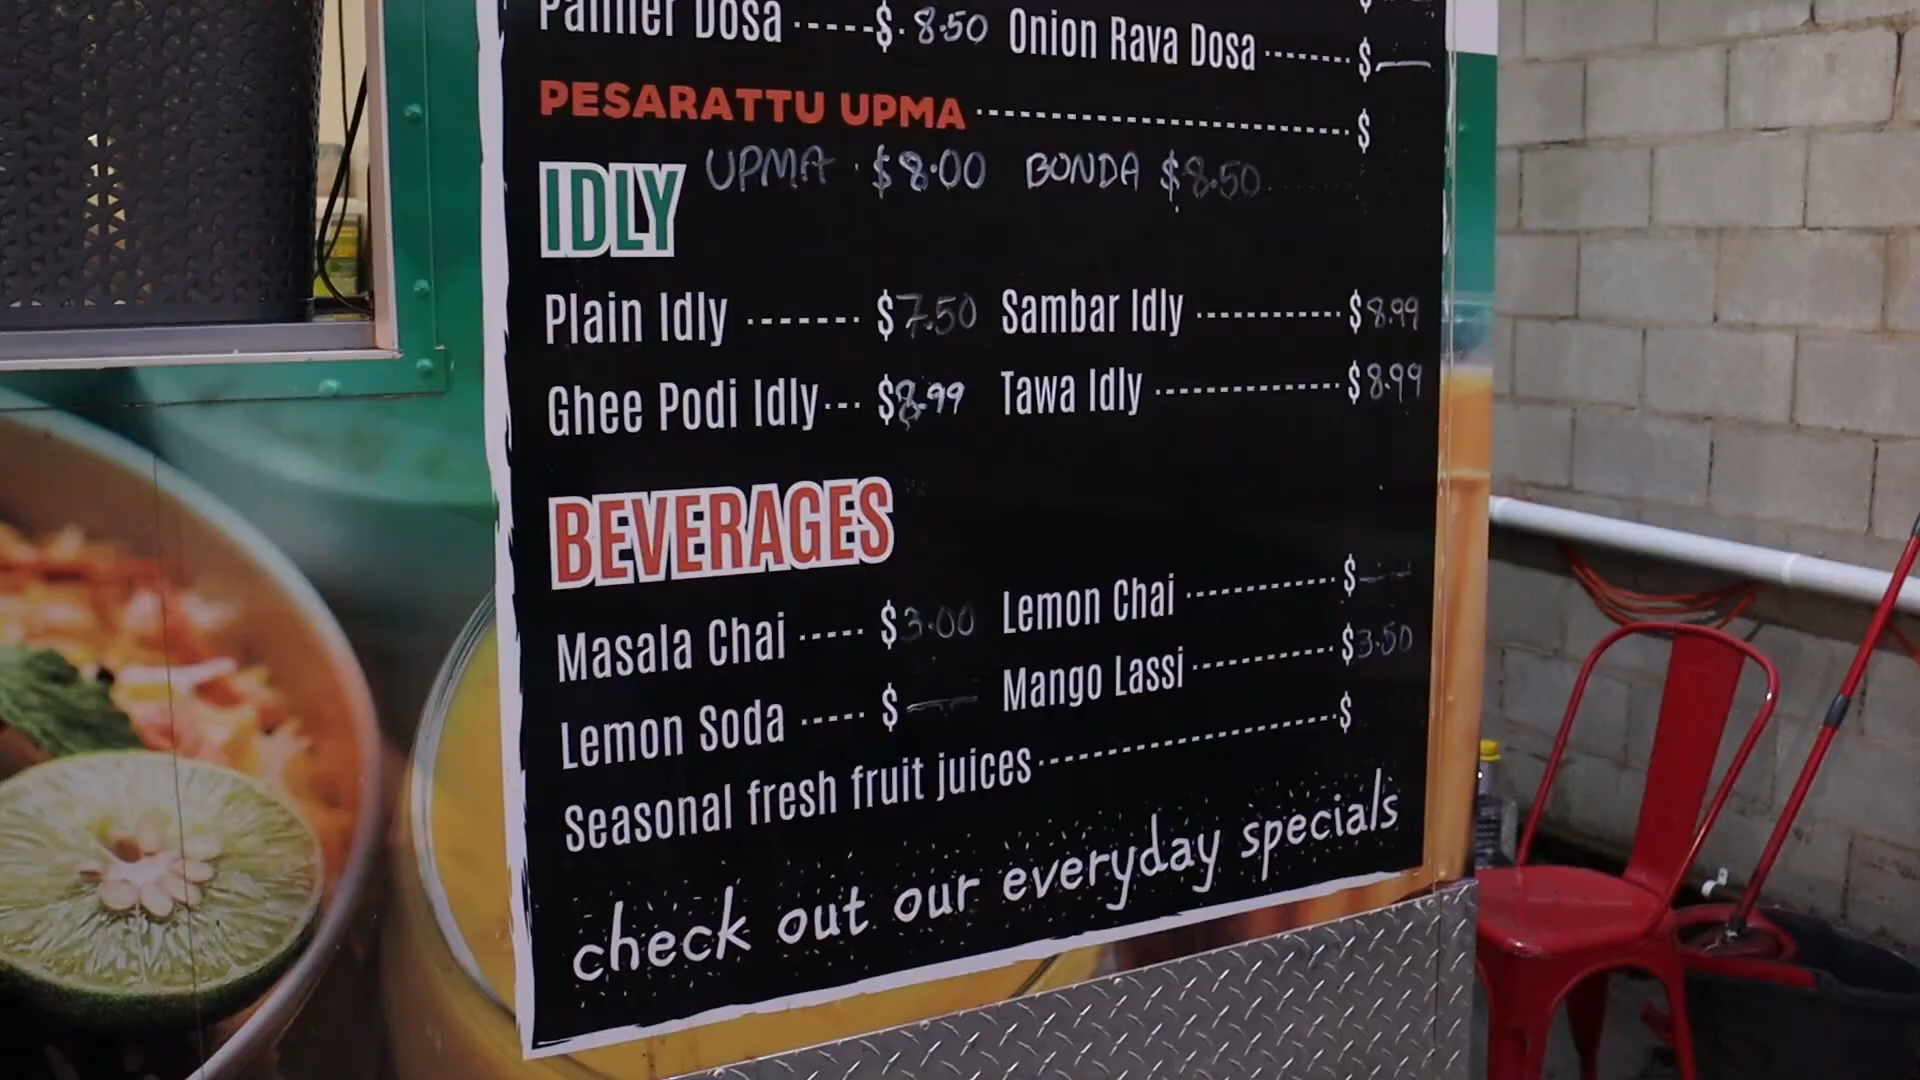 Panner Dosa -----$. 8.50 Onion Rava Dosa ------- $—
PESARATTU UPMA ------------------------ $
UPMA $8.00 BONDA $8.50
IDLY
Plain Idly ------- $7.50 Sambar Idly ----------- $8.99
Ghee Podi Idly --- $8.99 Tawa Idly -------------- $8.99
BEVERAGES
Masala Chai ----- $3.00 Lemon Chai ----------- $—
Lemon Soda ----- $— Mango Lassi ---------- $3.50
Seasonal fresh fruit juices ---------------------- $
check out our everyday specials